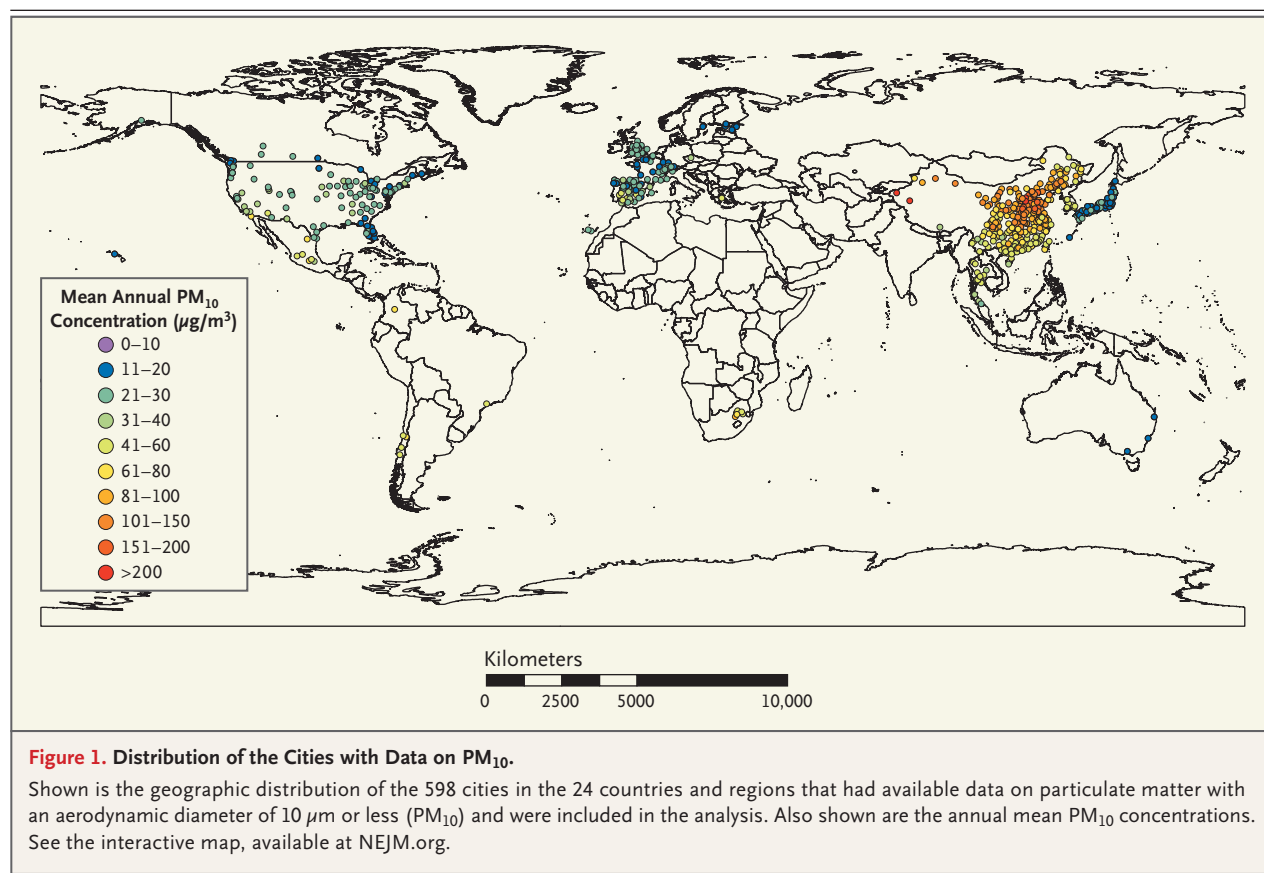 Mean Annual PM₁₀
Concentration (µg/m³)
0–10
11–20
21–30
31–40
41–60
61–80
81–100
101–150
151–200
>200
Kilometers
0 2500 5000 10,000
Figure 1. Distribution of the Cities with Data on PM₁₀.
Shown is the geographic distribution of the 598 cities in the 24 countries and regions that had available data on particulate matter with
an aerodynamic diameter of 10 µm or less (PM₁₀) and were included in the analysis. Also shown are the annual mean PM₁₀ concentrations.
See the interactive map, available at NEJM.org.